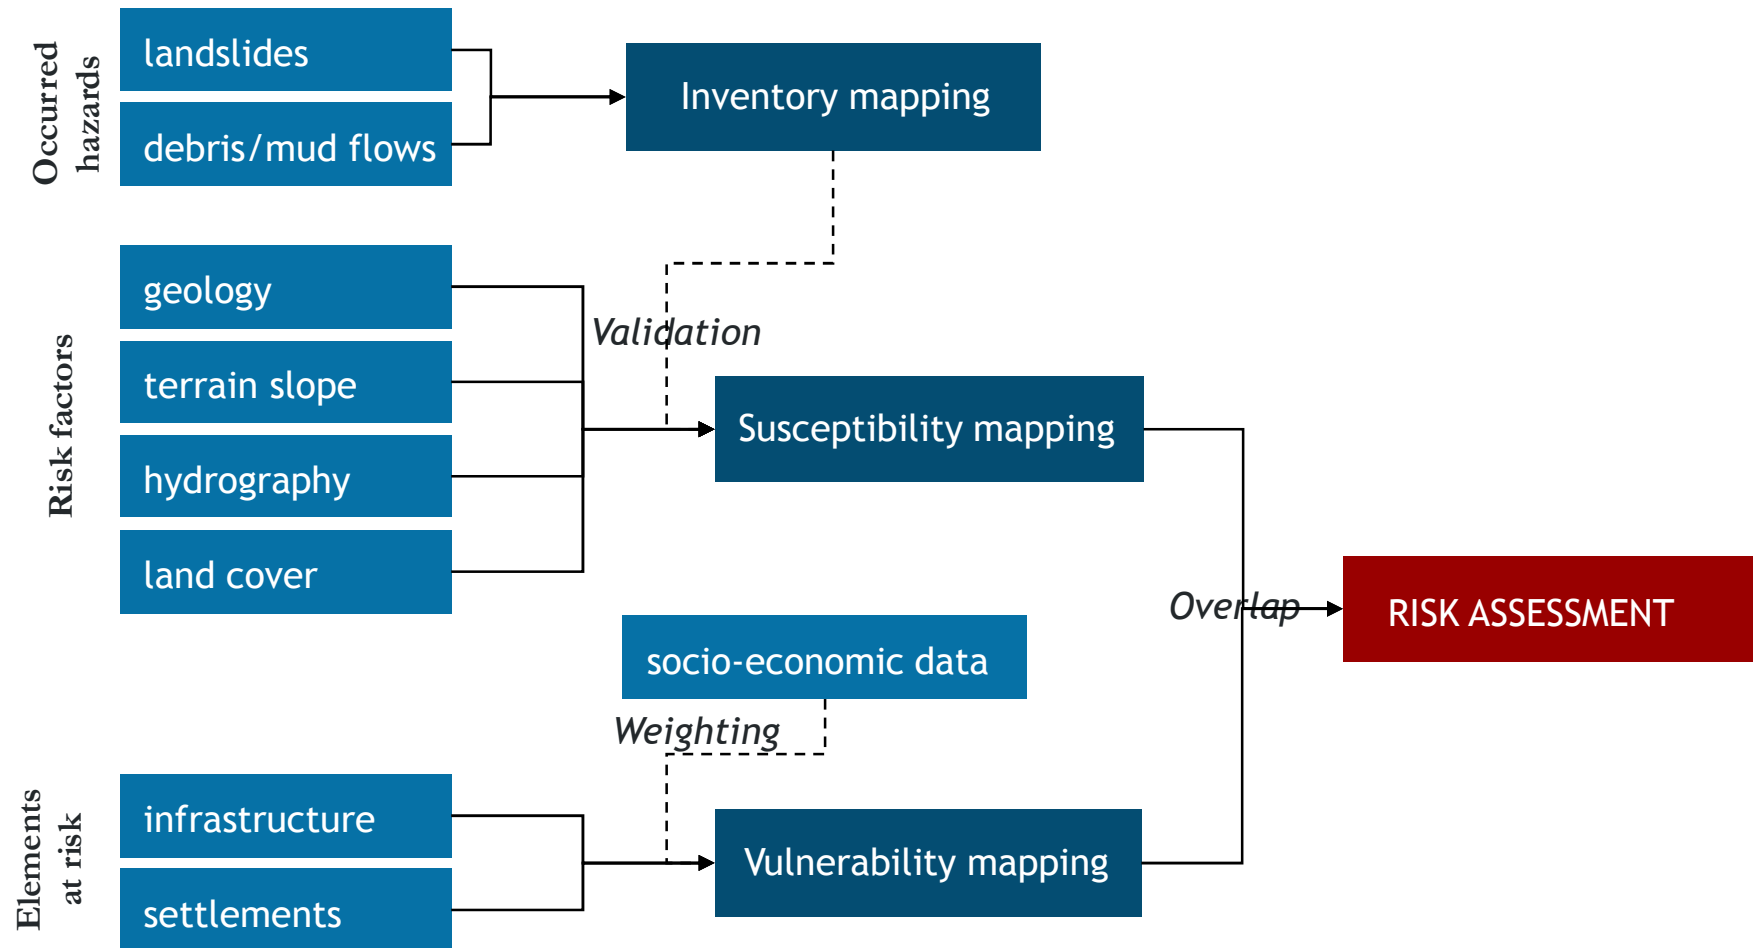 Occurred
hazards
landslides
debris/mud flows
Inventory mapping
Risk factors
geology
terrain slope
hydrography
land cover
Validation
Susceptibility mapping
Overlap
RISK ASSESSMENT
socio-economic data
Weighting
Elements
at risk
infrastructure
settlements
Vulnerability mapping